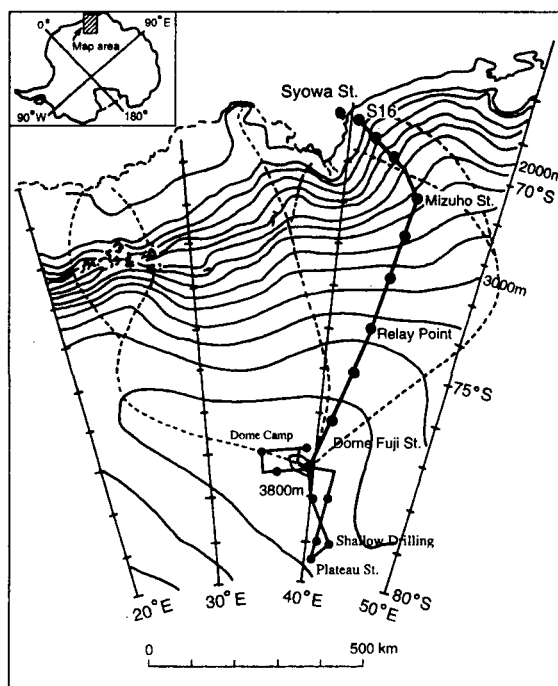 0°
90°E
Map area
90°W
180°
Syowa St.
S16
2000m
70°S
Mizuho St.
3000m
Relay Point
75°S
Dome Camp
Dome Fuji St.
3800m
Shallow Drilling
Plateau St.
20°E
30°E
40°E
50°E
80°S
0
500 km